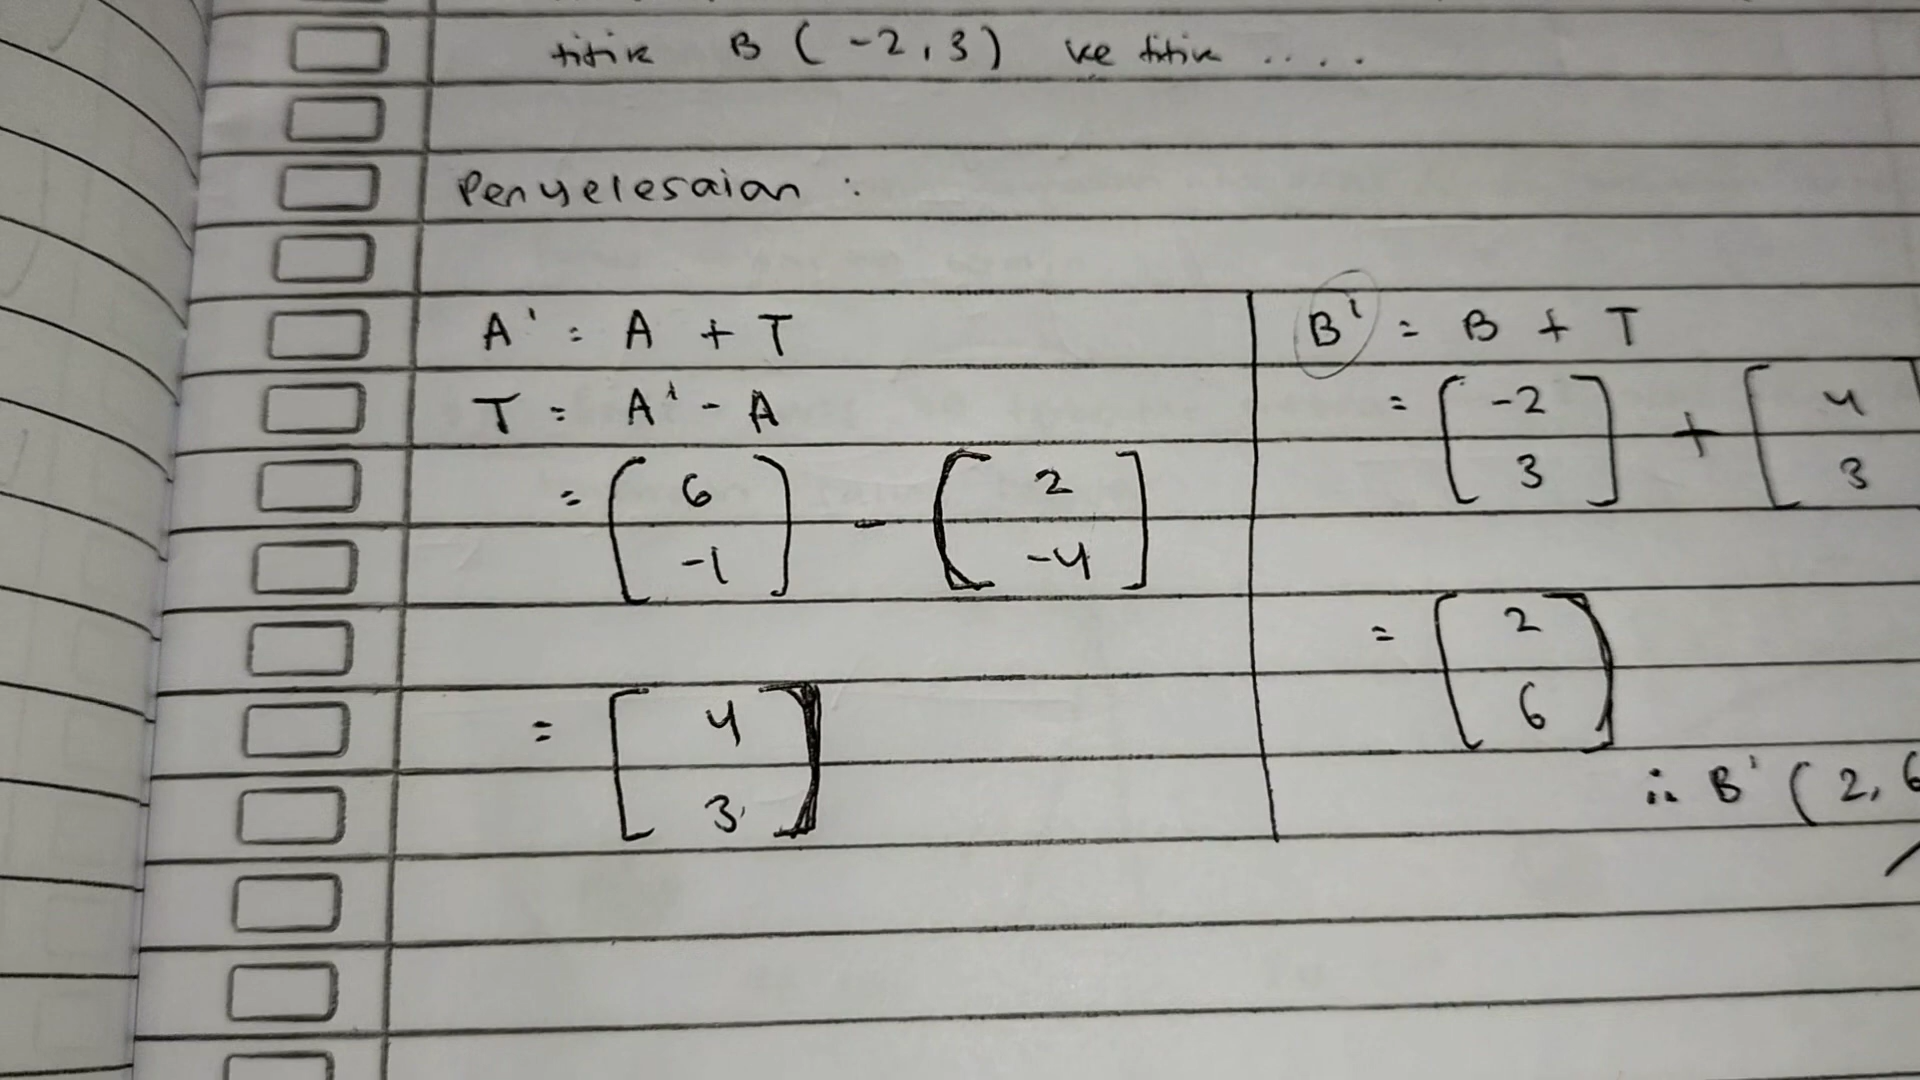 titik B (-2,3) ke titik ....
Penyelesaian :
A' = A + T
T = A' - A
= [6 -1] - [2 -4]
= [4 3]
B' = B + T
= [-2 3] + [4 3
= [2 6]
∴ B' (2,6